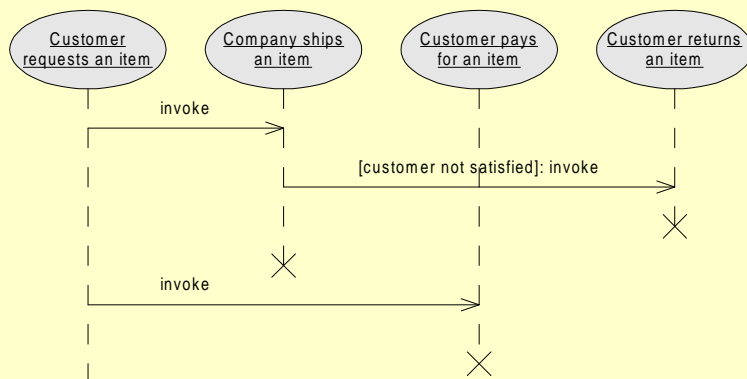 Customer
requests an item
Company ships
an item
Customer pays
for an item
Customer returns
an item
invoke
[customer not satisfied]: invoke
invoke